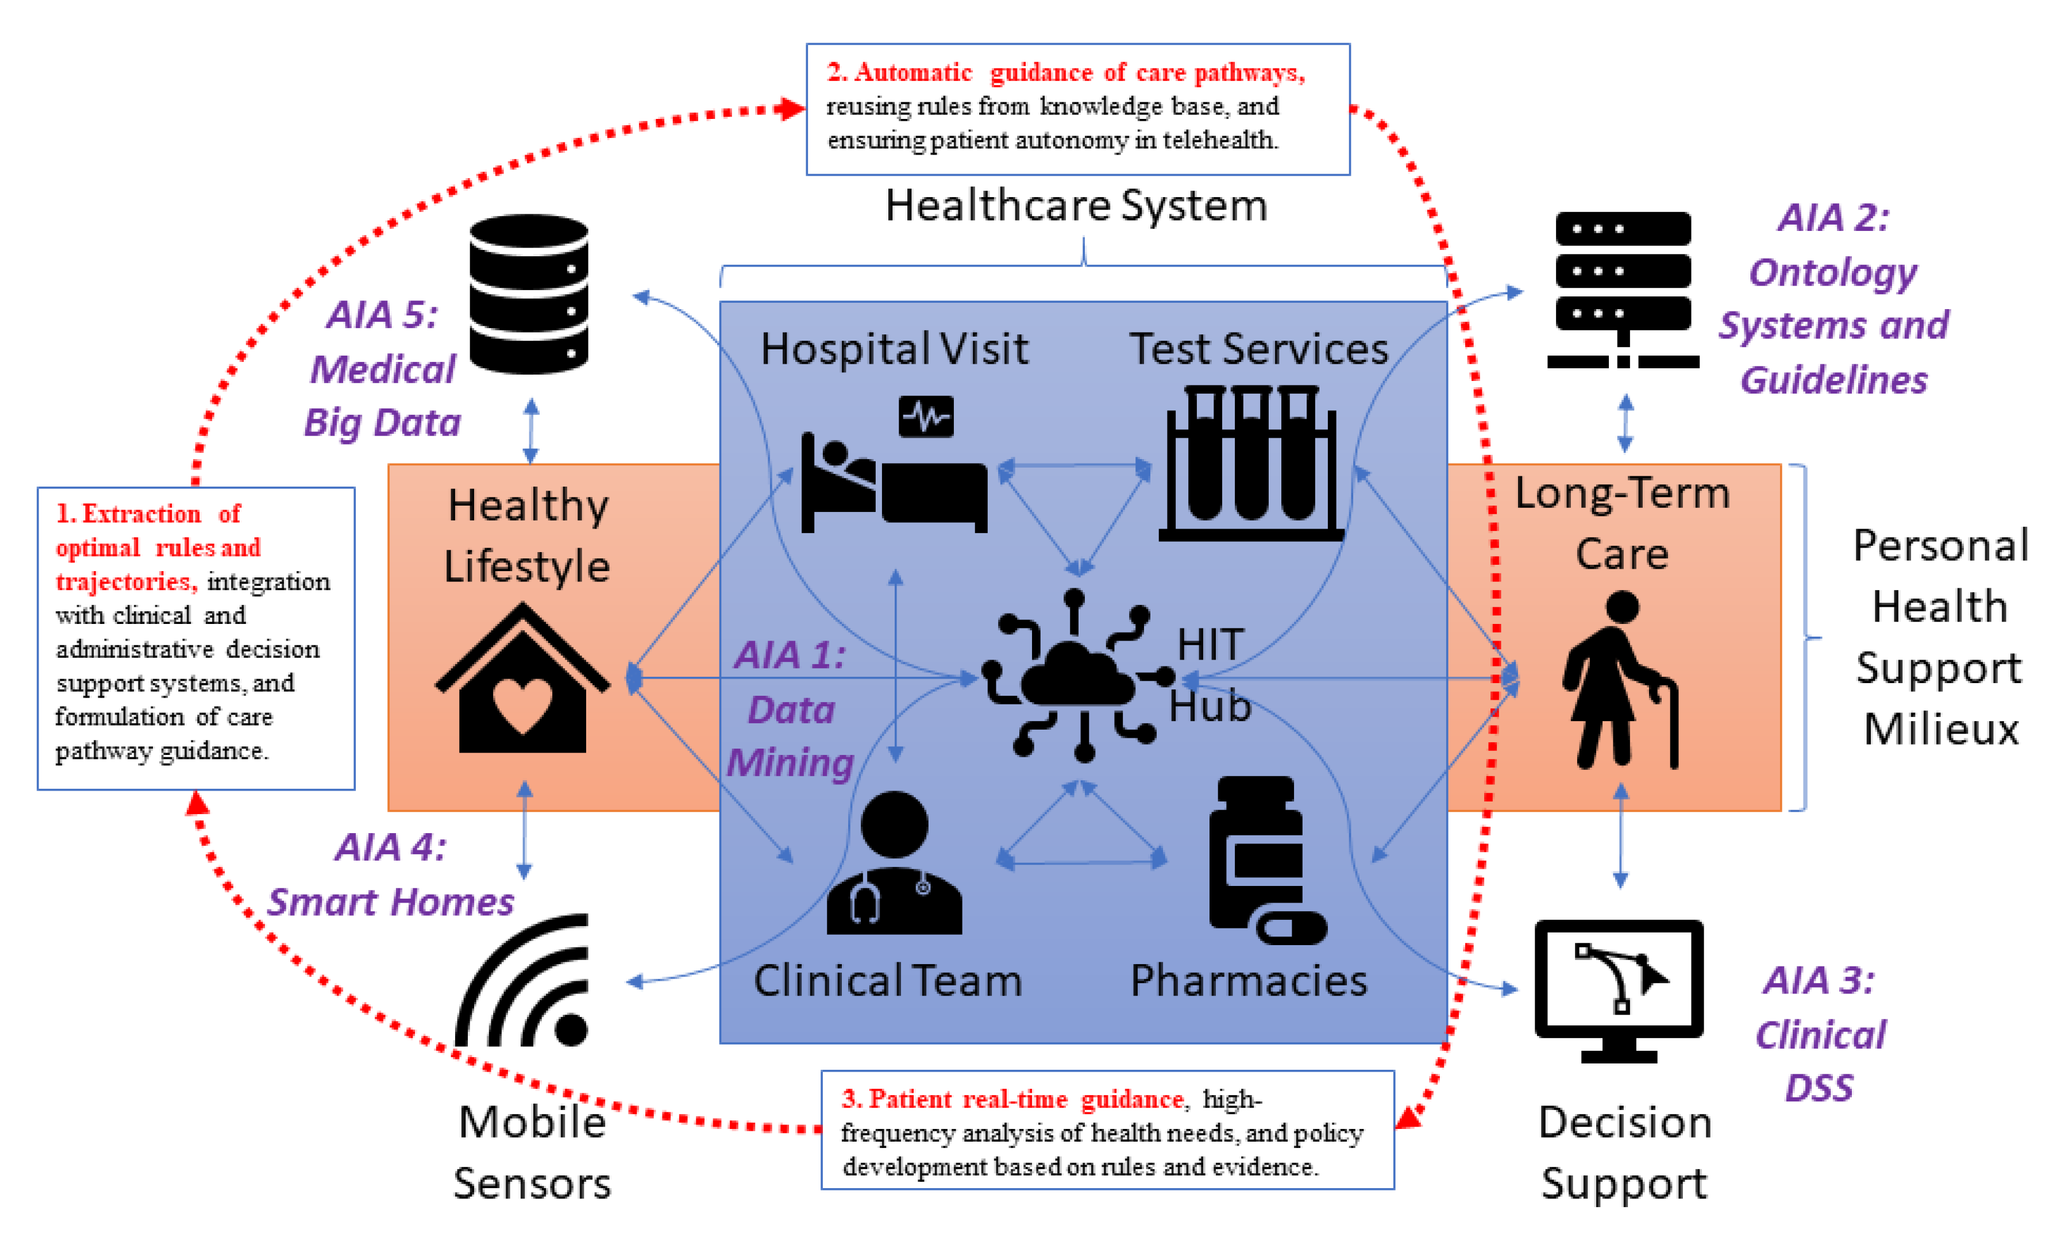 2. Automatic guidance of care pathways,
reusing rules from knowledge base, and
ensuring patient autonomy in telehealth.
Healthcare System
AIA 2:
Ontology
Systems and
Guidelines
AIA 5:
Medical
Big Data
Hospital Visit
Test Services
Healthy
Lifestyle
Long-Term
Care
1. Extraction of
optimal rules and
trajectories, integration
with clinical and
administrative decision
support systems, and
formulation of care
pathway guidance.
AIA 1:
Data
Mining
HIT
Hub
Personal
Health
Support
Milieux
AIA 4:
Smart Homes
Clinical Team
Pharmacies
AIA 3:
Clinical
DSS
Mobile
Sensors
3. Patient real-time guidance, high-
frequency analysis of health needs, and policy
development based on rules and evidence.
Decision
Support